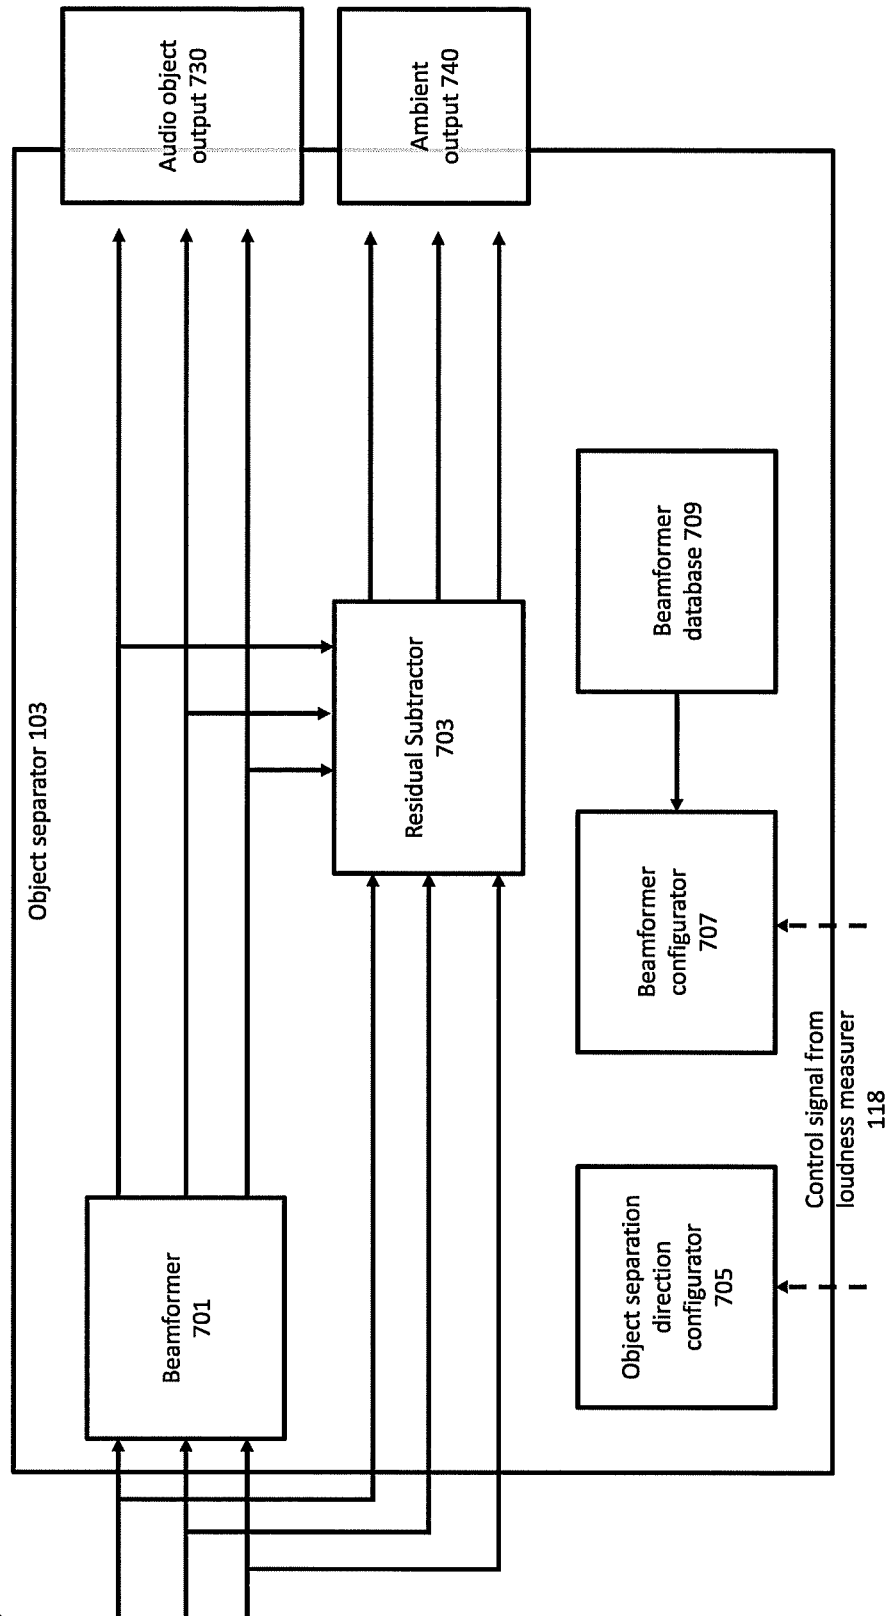 Object separator 103
Beamformer
701
Audio object
output 730
Residual Subtractor
703
Ambient
output 740
Object separation
direction
configurator
705
Beamformer
configurator
707
Beamformer
database 709
Control signal from
loudness measurer
118